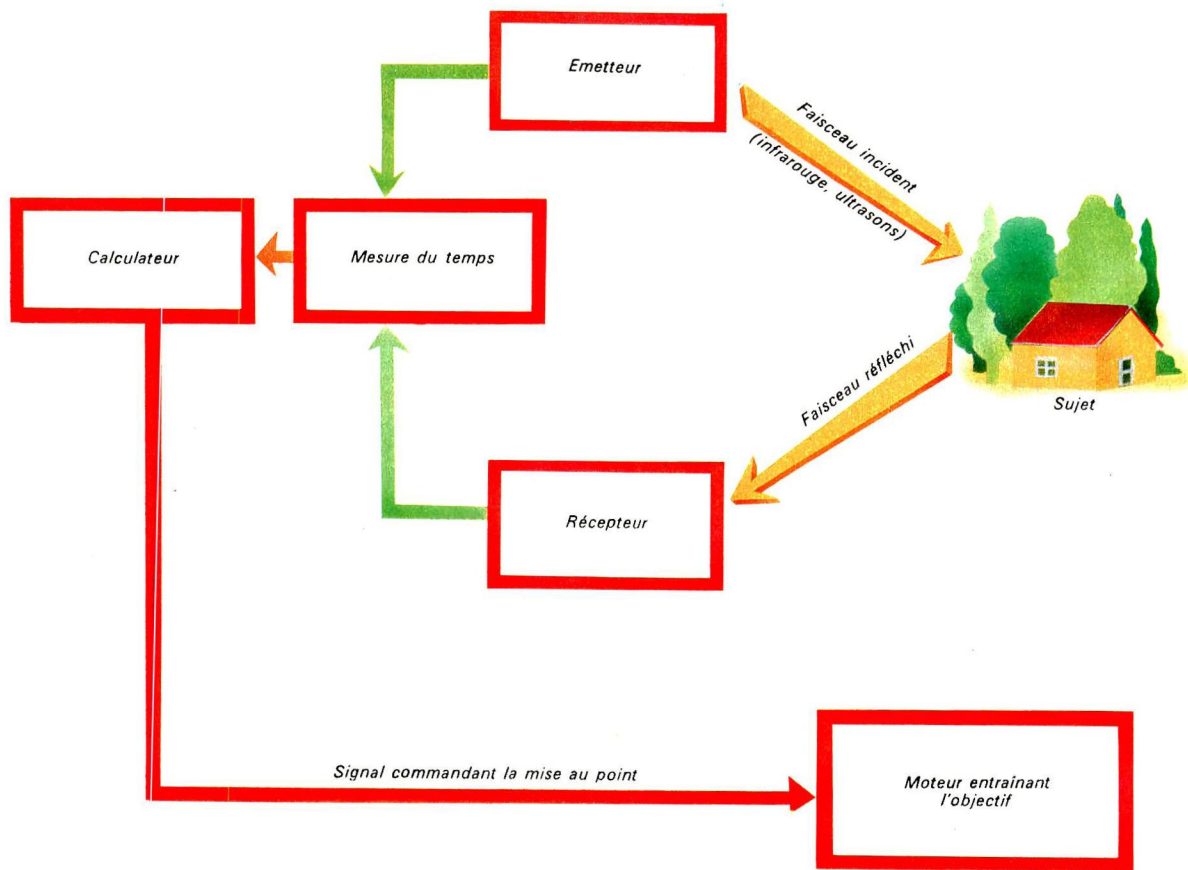 Emetteur
Faisceau incident
(infrarouge, ultrasons)
Calculateur
Mesure du temps
Faisceau réfléchi
Sujet
Récepteur
Signal commandant la mise au point
Moteur entraînant
l'objectif